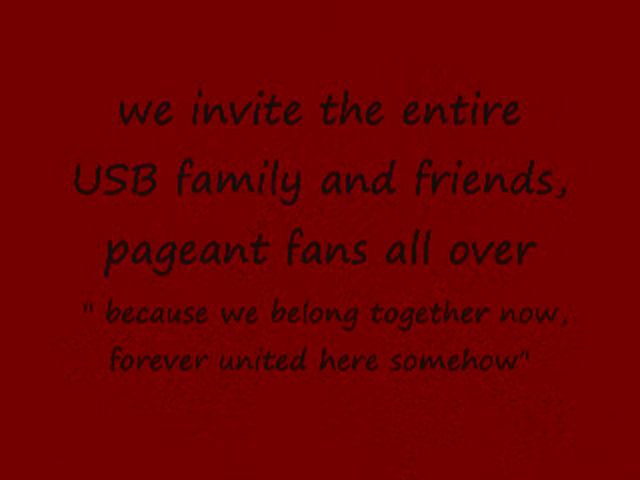 we invite the entire
USB family and friends,
pageant fans all over
" because we belong together now,
forever united here somehow"